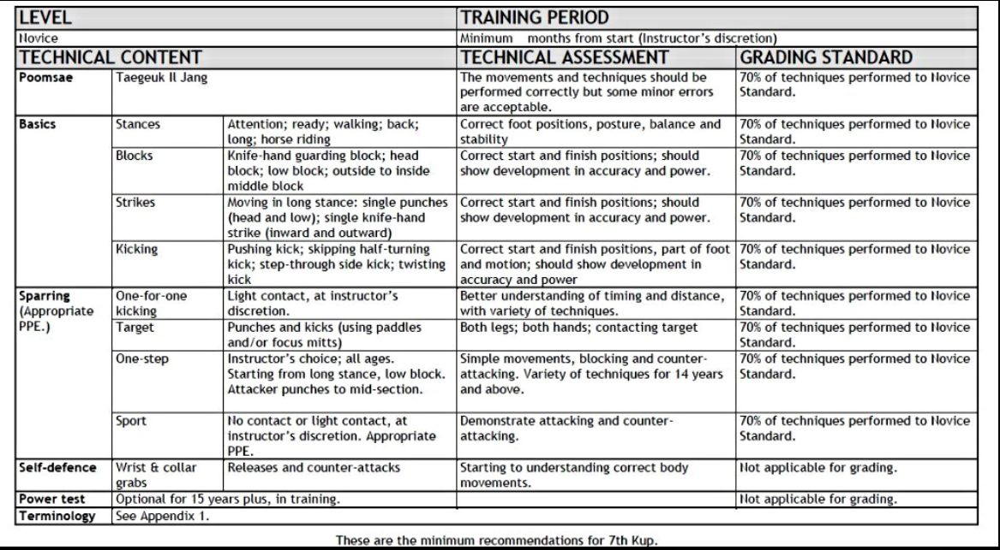 LEVEL TRAINING PERIOD
Novice Minimum months from start (Instructor's discretion)
TECHNICAL CONTENT TECHNICAL ASSESSMENT GRADING STANDARD
Poomsae Taegeuk Il Jang The movements and techniques should be 70% of techniques performed to Novice
performed correctly but some minor errors Standard.
are acceptable.
Basics Stances Attention; ready; walking; back; Correct foot positions, posture, balance and 70% of techniques performed to Novice
long; horse riding stability Standard.
Blocks Knife-hand guarding block; head Correct start and finish positions; should 70% of techniques performed to Novice
block; low block; outside to inside show development in accuracy and power. Standard.
middle block
Strikes Moving in long stance: single punches Correct start and finish positions; should 70% of techniques performed to Novice
(head and low); single knife-hand show development in accuracy and power. Standard.
strike (inward and outward)
Kicking Pushing kick; skipping half-turning Correct start and finish positions, part of foot 70% of techniques performed to Novice
kick; step-through side kick; twisting and motion; should show development in Standard.
kick accuracy and power
Sparring One-for-one Light contact, at instructor's Better understanding of timing and distance, 70% of techniques performed to Novice
(Appropriate kicking discretion. with variety of techniques. Standard.
PPE.) Target Punches and kicks (using paddles Both legs; both hands; contacting target 70% of techniques performed to Novice
and/or focus mitts) Standard.
One-step Instructor's choice; all ages. Simple movements, blocking and counter- 70% of techniques performed to Novice
Starting from long stance, low block. attacking. Variety of techniques for 14 years Standard.
Attacker punches to mid-section. and above.
Sport No contact or light contact, at Demonstrate attacking and counter- 70% of techniques performed to Novice
instructor's discretion. Appropriate attacking. Standard.
PPE.
Self-defence Wrist & collar Releases and counter-attacks Starting to understanding correct body Not applicable for grading.
grabs movements.
Power test Optional for 15 years plus, in training. Not applicable for grading.
Terminology See Appendix 1.
These are the minimum recommendations for 7th Kup.